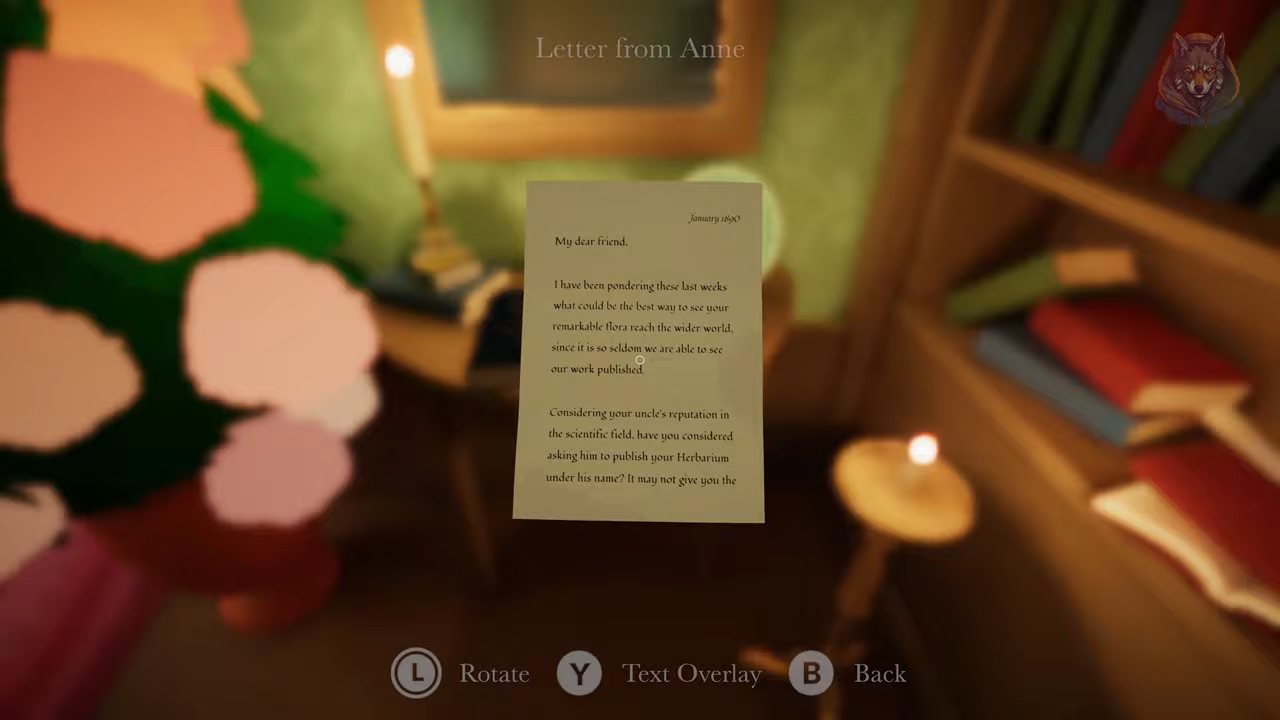 Letter from Anne
January 1890
My dear friend,
I have been pondering these last weeks
what could be the best way to see your
remarkable flora reach the wider world,
since it is so seldom we are able to see
our work published.
Considering your uncle's reputation in
the scientific field, have you considered
asking him to publish your Herbarium
under his name? It may not give you the
L Rotate Y Text Overlay B Back